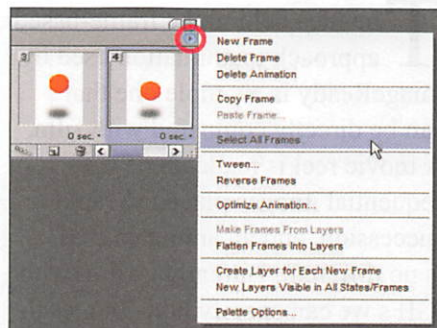 New Frame
Delete Frame
Delete Animation
Copy Frame
Paste Frame...
Select All Frames
Tween...
Reverse Frames
Optimize Animation...
Make Frames From Layers
Flatten Frames Into Layers
Create Layer for Each New Frame
New Layers Visible in All States/Frames
Palette Options...
3
4
0 sec.
0 sec.